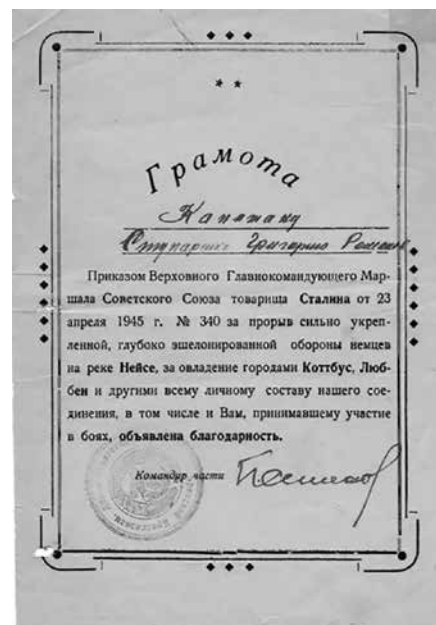 Грамота
Капитану
Григорию
Приказом Верховного Главнокомандующего Мар-
шала Советского Союза товарища Сталина от 23
апреля 1945 г. № 340 за прорыв сильно укреп-
ленной, глубоко эшелонированной обороны немцев
на реке Нейсе, за овладение городами Коттбус, Люб-
бен и другими всему личному составу нашего сое-
динения, в том числе и Вам, принимавшему участие
в боях, объявлена благодарность.
Командир части